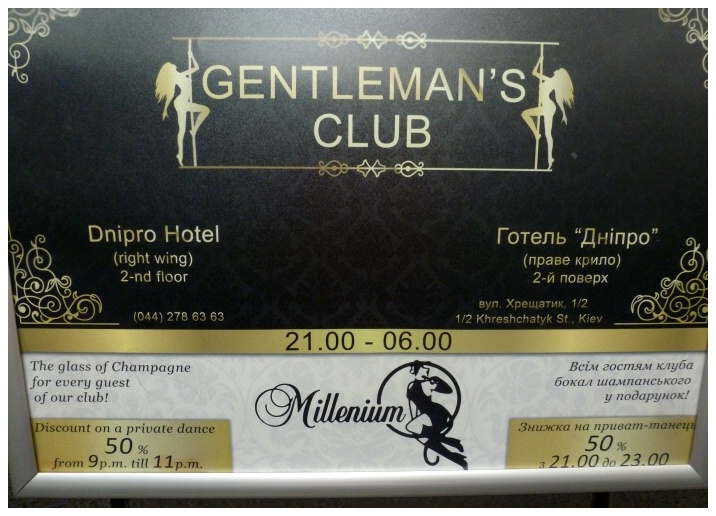 GENTLEMAN'S
CLUB
Dnipro Hotel
(right wing)
2-nd floor
(044) 278 63 63
Готель "Дніпро"
(праве крило)
2-й поверх
вул. Хрещатик, 1/2
1/2 Khreshchatyk St., Kiev
21.00 - 06.00
The glass of Champagne
for every guest
of our club!
Millenium
Всім гостям клуба
бокал шампанського
у подарунок!
Discount on a private dance
50 %
from 9p.m. till 11p.m.
Знижка на приват-танець
50 %
з 21.00 до 23.00